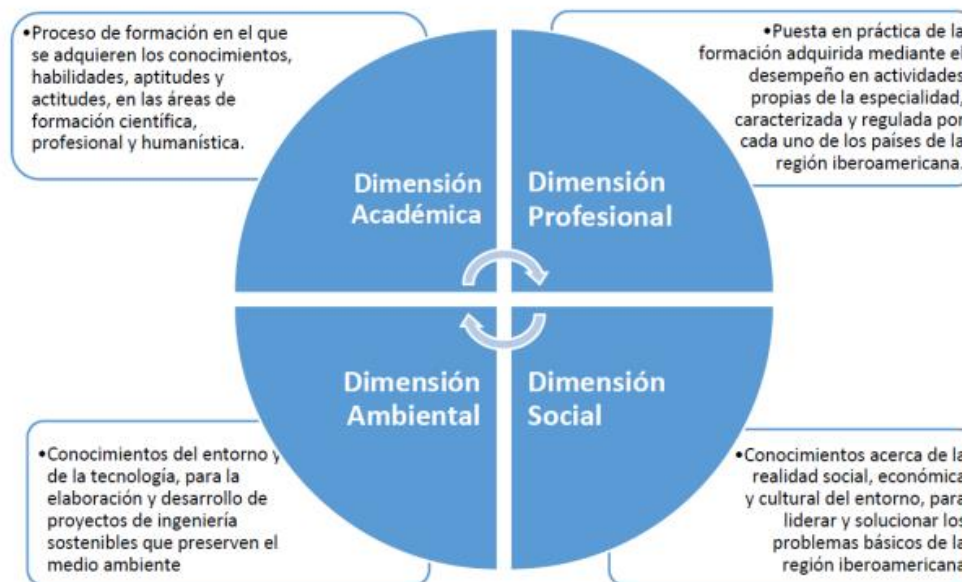 •Proceso de formación en el que
se adquieren los conocimientos,
habilidades, aptitudes y
actitudes, en las áreas de
formación científica,
profesional y humanística.
•Puesta en práctica de la
formación adquirida mediante el
desempeño en actividades
propias de la especialidad,
caracterizada y regulada por
cada uno de los países de la
región iberoamericana.
Dimensión
Académica
Dimensión
Profesional
Dimensión
Ambiental
Dimensión
Social
•Conocimientos del entorno y
de la tecnología, para la
elaboración y desarrollo de
proyectos de ingeniería
sostenibles que preserven el
medio ambiente
•Conocimientos acerca de la
realidad social, económica
y cultural del entorno, para
liderar y solucionar los
problemas básicos de la
región iberoamericana